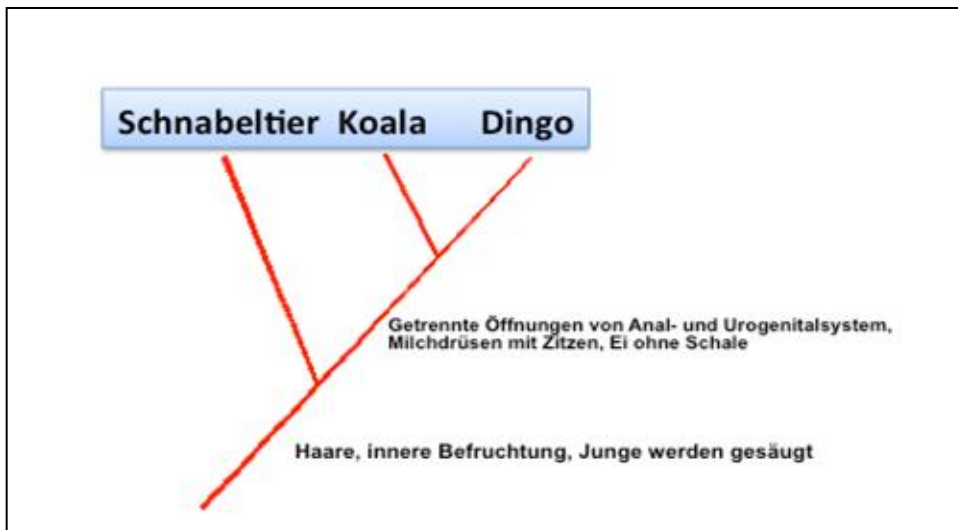 Schnabeltier Koala Dingo
Getrennte Öffnungen von Anal- und Urogenitalsystem,
Milchdrüsen mit Zitzen, Ei ohne Schale
Haare, innere Befruchtung, Junge werden gesäugt